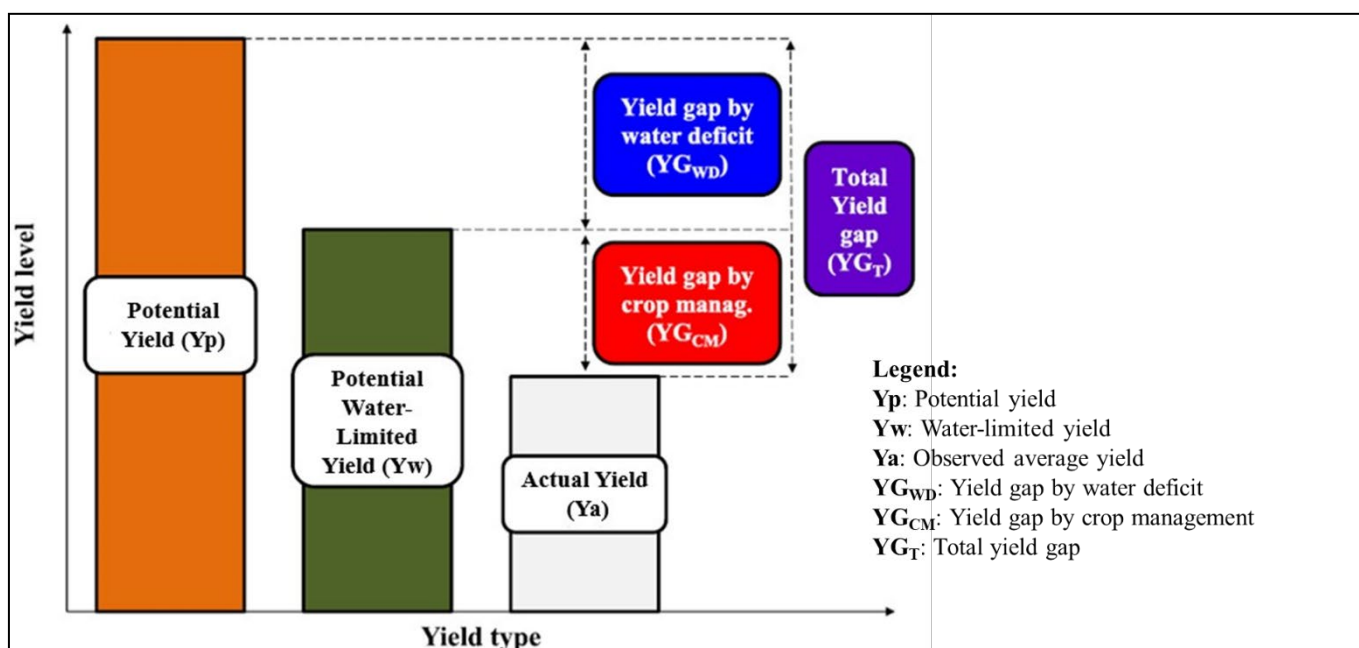 Yield level
Potential
Yield (Yp)
Potential
Water-
Limited
Yield (Yw)
Actual Yield
(Ya)
Yield gap by
water deficit
(YG_WD)
Yield gap by
crop manag.
(YG_CM)
Total
Yield
gap
(YG_T)
Yield type
Legend:
Yp: Potential yield
Yw: Water-limited yield
Ya: Observed average yield
YG_WD: Yield gap by water deficit
YG_CM: Yield gap by crop management
YG_T: Total yield gap